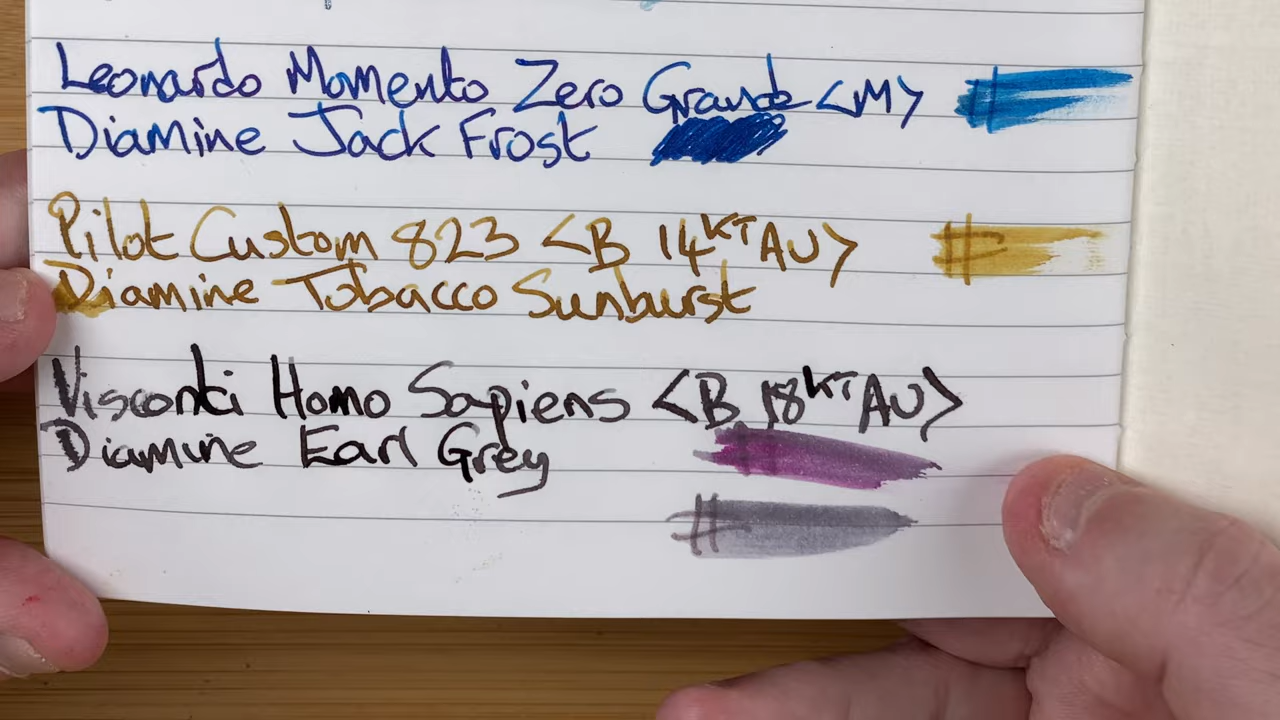 Leonardo Momento Zero Grande <M>
Diamine Jack Frost
Pilot Custom 823 <B 14KT AU>
Diamine Tobacco Sunburst
Visconti Homo Sapiens <B 18KT AU>
Diamine Earl Grey